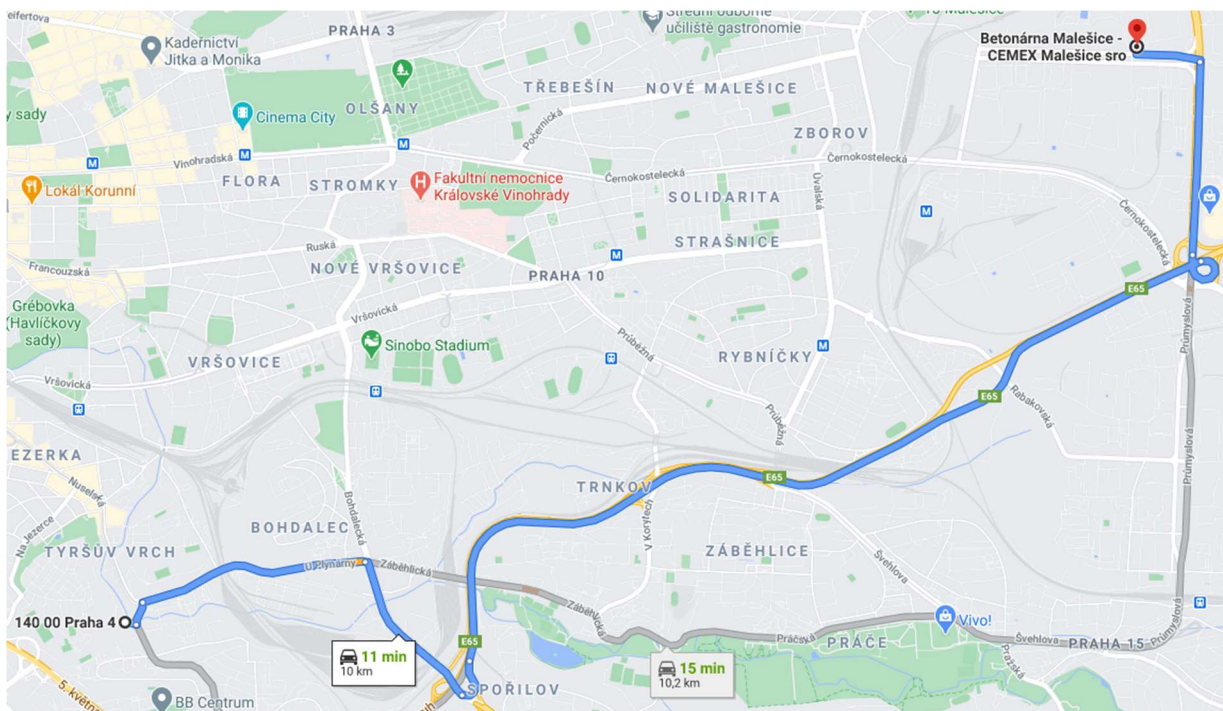 eifertova
PRAHA 3
Kadeřnictví
Jitka a Monika
učiliště gastronomie
Betonárna Malešice -
CEMEX Malešice sro
TŘEBEŠÍN
NOVÉ MALEŠICE
OLŠANY
Cinema City
y sady
Počernická
ZBOROV
M
M
M
Vinohradská
Černokostelecká
Lokál Korunní
FLORA
STROMKY
H
Fakultní nemocnice
Královské Vinohrady
Černokostelecká
SOLIDARITA
Úvalská
M
Černokostelecká
STRAŠNICE
Ruská
M
Francouzská
NOVÉ VRŠOVICE
PRAHA 10
E65
Grébovka
(Havlíčkovy
sady)
Vršovická
Průběžná
Průmyslová
VRŠOVICE
Sinobo Stadium
RYBNÍČKY
M
Vršovická
E65
Rabakovská
Průběžná
EZERKA
Nuselská
E65
Průmyslová
TRNKOV
Bohdalecká
V Korytech
BOHDALEC
Na Jezerce
TYRŠŮV VRCH
ZÁBĚHLICE
Švehlova
U Plynárny
Záběhlická
Záběhlická
140 00 Praha 4
Průmyslová
Vivo!
E65
Práčská
PRÁČE
Švehlova
PRAHA 15
11 min
10 km
15 min
10,2 km
Pražská
5. květn
SPOŘILOV
BB Centrum